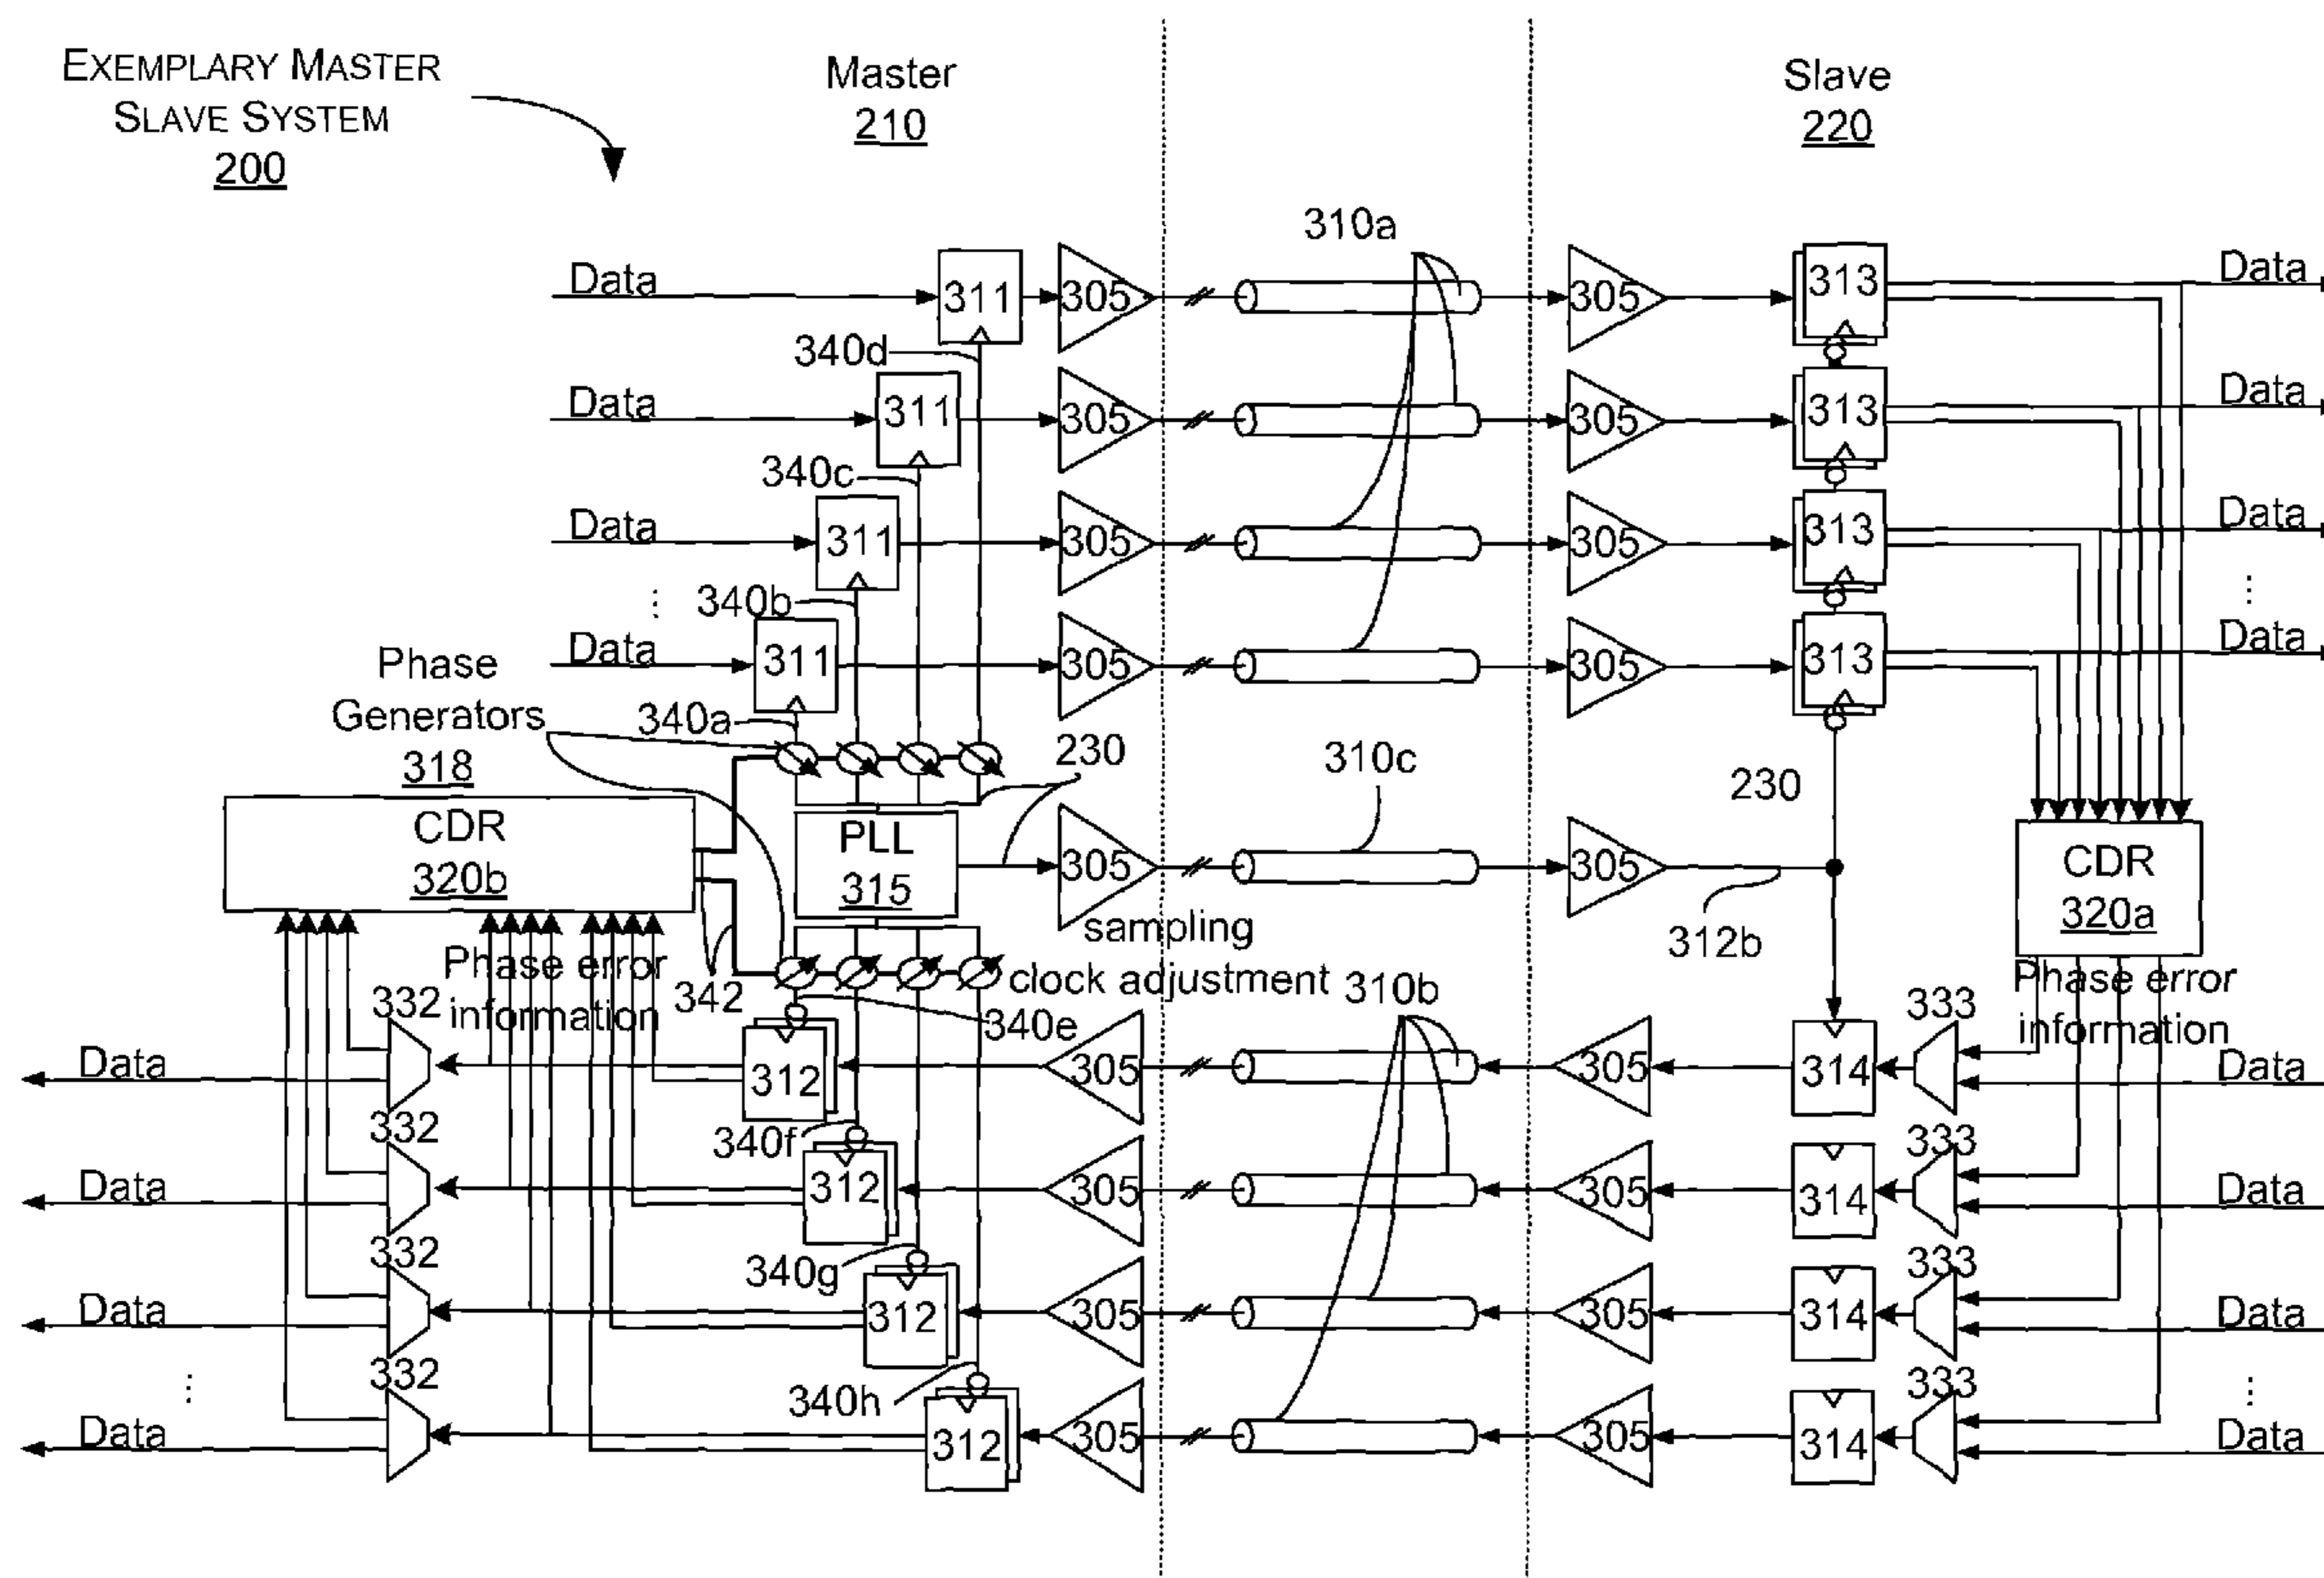 EXEMPLARY MASTER
SLAVE SYSTEM
200
Master
210
Slave
220
310a
Data
311
305
305
313
Data
340d
Data
311
305
305
313
Data
340c
Data
311
305
305
313
Data
⋮
340b
⋮
Data
311
305
305
313
Data
Phase
Generators
318
340a
230
310c
230
CDR
320b
PLL
315
305
305
312b
CDR
320a
sampling
clock adjustment
Phase error
information
342
310b
Phase error
information
332
340e
333
Data
312
305
305
314
Data
332
340f
333
Data
312
305
305
314
Data
332
340g
333
Data
312
305
305
314
Data
332
340h
333
⋮
⋮
Data
312
305
305
314
Data